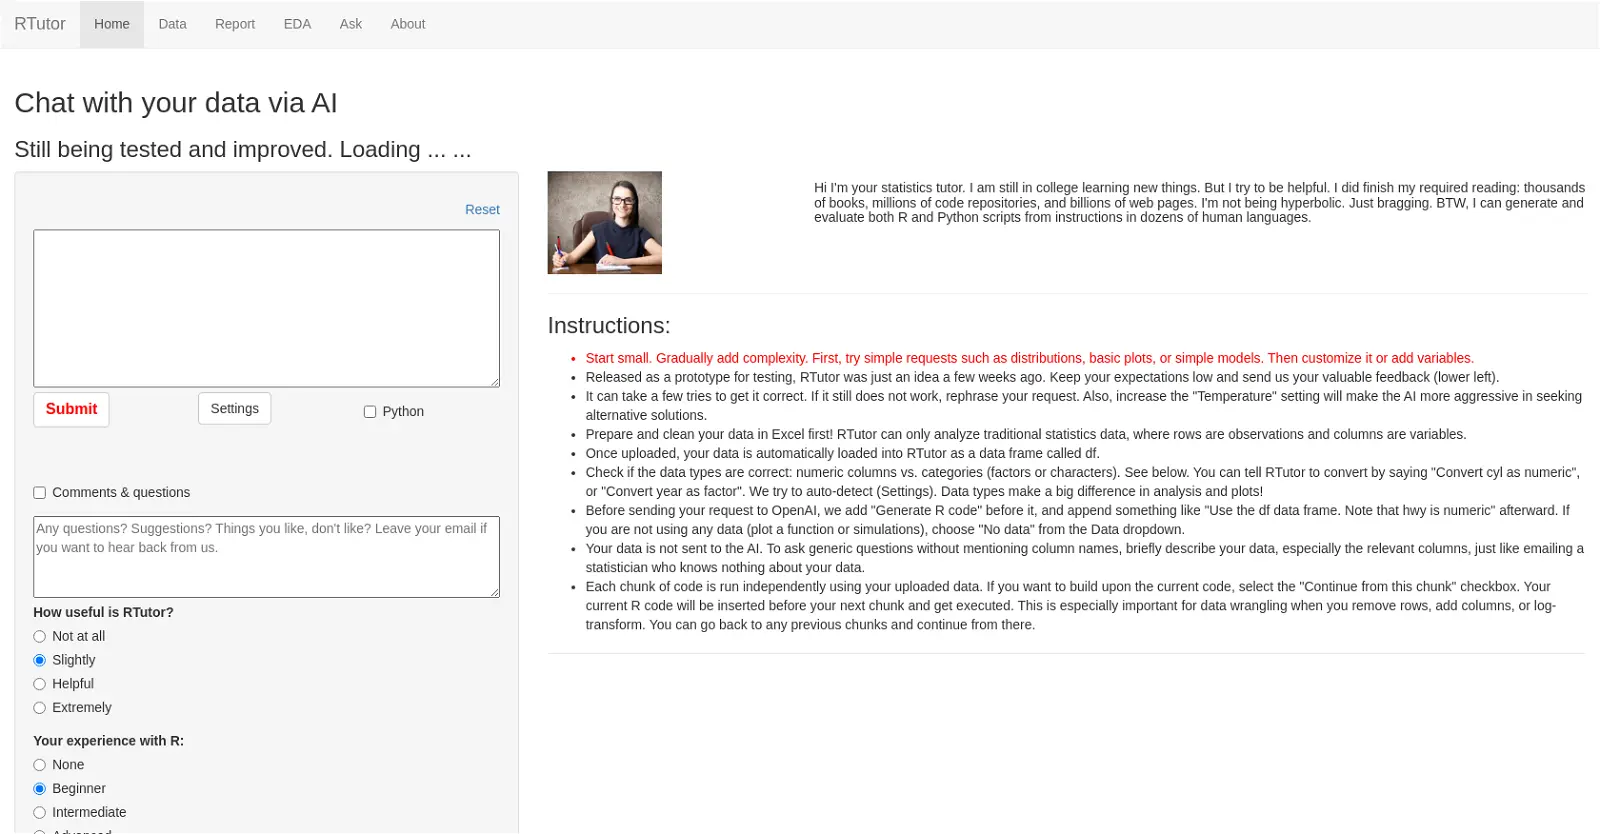 RTutor Home Data Report EDA Ask About
Chat with your data via AI
Still being tested and improved. Loading ... ...
Reset
Submit Settings Python
Comments & questions
Any questions? Suggestions? Things you like, don't like? Leave your email if
you want to hear back from us.
How useful is RTutor?
Not at all
Slightly
Helpful
Extremely
Your experience with R:
None
Beginner
Intermediate
Advanced
Hi I'm your statistics tutor. I am still in college learning new things. But I try to be helpful. I did finish my required reading: thousands
of books, millions of code repositories, and billions of web pages. I'm not being hyperbolic. Just bragging. BTW, I can generate and
evaluate both R and Python scripts from instructions in dozens of human languages.
Instructions:
Start small. Gradually add complexity. First, try simple requests such as distributions, basic plots, or simple models. Then customize it or add variables.
Released as a prototype for testing, RTutor was just an idea a few weeks ago. Keep your expectations low and send us your valuable feedback (lower left).
It can take a few tries to get it correct. If it still does not work, rephrase your request. Also, increase the "Temperature" setting will make the AI more aggressive in seeking
alternative solutions.
Prepare and clean your data in Excel first! RTutor can only analyze traditional statistics data, where rows are observations and columns are variables.
Once uploaded, your data is automatically loaded into RTutor as a data frame called df.
Check if the data types are correct: numeric columns vs. categories (factors or characters). See below. You can tell RTutor to convert by saying "Convert cyl as numeric",
or "Convert year as factor". We try to auto-detect (Settings). Data types make a big difference in analysis and plots!
Before sending your request to OpenAI, we add "Generate R code" before it, and append something like "Use the df data frame. Note that hwy is numeric" afterward. If
you are not using any data (plot a function or simulations), choose "No data" from the Data dropdown.
Your data is not sent to the AI. To ask generic questions without mentioning column names, briefly describe your data, especially the relevant columns, just like emailing a
statistician who knows nothing about your data.
Each chunk of code is run independently using your uploaded data. If you want to build upon the current code, select the "Continue from this chunk" checkbox. Your
current R code will be inserted before your next chunk and get executed. This is especially important for data wrangling when you remove rows, add columns, or log-
transform. You can go back to any previous chunks and continue from there.